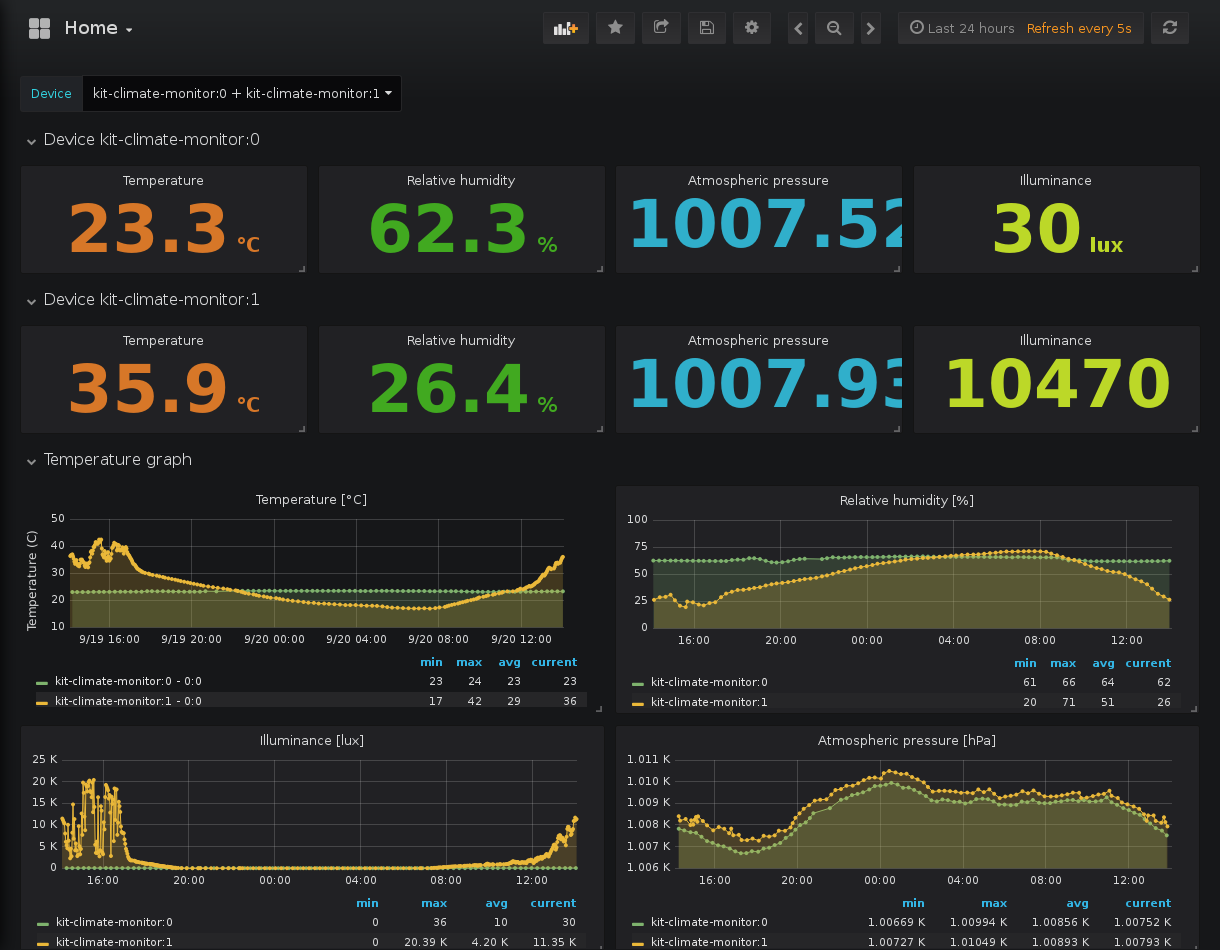 Home
Last 24 hours Refresh every 5s
Device kit-climate-monitor:0 + kit-climate-monitor:1
Device kit-climate-monitor:0
Temperature Relative humidity Atmospheric pressure Illuminance
23.3 °C 62.3 % 1007.52 30 lux
Device kit-climate-monitor:1
Temperature Relative humidity Atmospheric pressure Illuminance
35.9 °C 26.4 % 1007.93 10470
Temperature graph
Temperature [°C]
Temperature (C)
50
40
30
20
10
9/19 16:00 9/19 20:00 9/20 00:00 9/20 04:00 9/20 08:00 9/20 12:00
min max avg current
kit-climate-monitor:0 - 0:0 23 24 23 23
kit-climate-monitor:1 - 0:0 17 42 29 36
Relative humidity [%]
100
75
50
25
0
16:00 20:00 00:00 04:00 08:00 12:00
min max avg current
kit-climate-monitor:0 61 66 64 62
kit-climate-monitor:1 20 71 51 26
Illuminance [lux]
25 K
20 K
15 K
10 K
5 K
0
16:00 20:00 00:00 04:00 08:00 12:00
min max avg current
kit-climate-monitor:0 0 36 10 30
kit-climate-monitor:1 0 20.39 K 4.20 K 11.35 K
Atmospheric pressure [hPa]
1.011 K
1.010 K
1.009 K
1.008 K
1.007 K
1.006 K
16:00 20:00 00:00 04:00 08:00 12:00
min max avg current
kit-climate-monitor:0 1.00669 K 1.00994 K 1.00856 K 1.00752 K
kit-climate-monitor:1 1.00727 K 1.01049 K 1.00893 K 1.00793 K